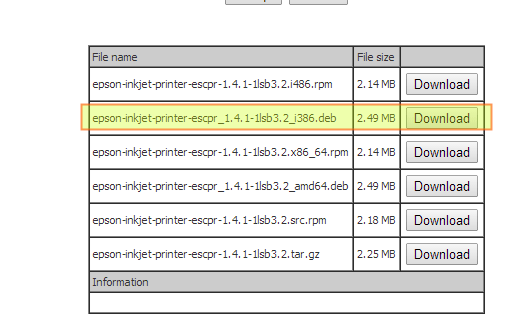 File name File size
epson-inkjet-printer-escpr-1.4.1-1lsb3.2.i486.rpm 2.14 MB Download
epson-inkjet-printer-escpr_1.4.1-1lsb3.2_i386.deb 2.49 MB Download
epson-inkjet-printer-escpr-1.4.1-1lsb3.2.x86_64.rpm 2.14 MB Download
epson-inkjet-printer-escpr_1.4.1-1lsb3.2_amd64.deb 2.49 MB Download
epson-inkjet-printer-escpr-1.4.1-1lsb3.2.src.rpm 2.18 MB Download
epson-inkjet-printer-escpr-1.4.1-1lsb3.2.tar.gz 2.25 MB Download
Information